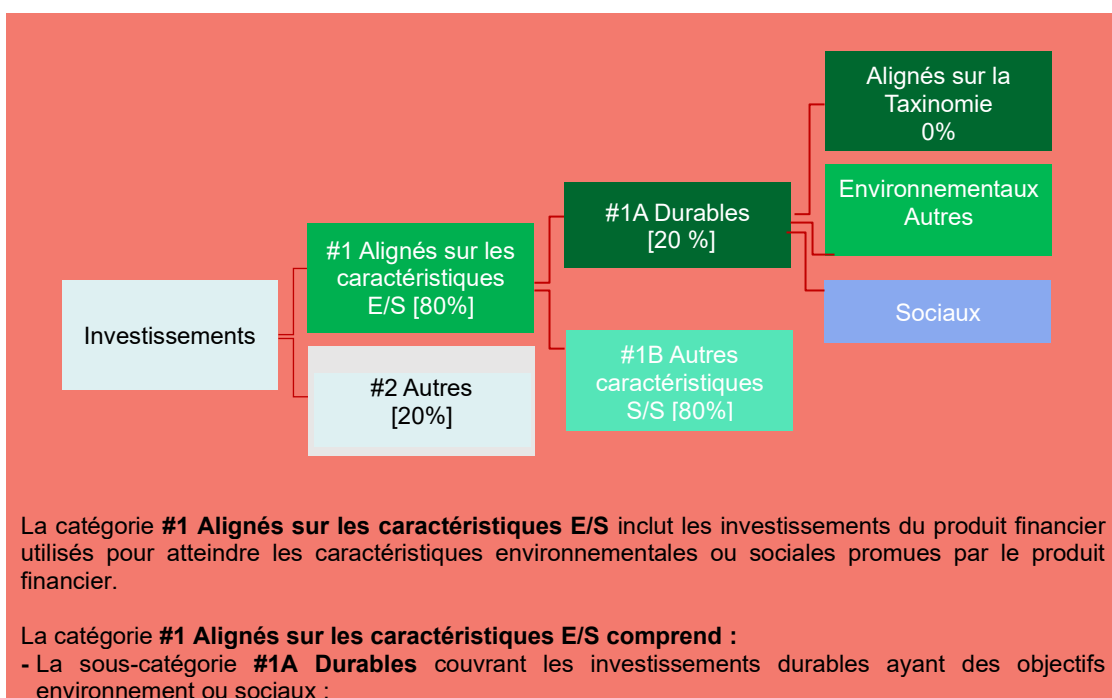 Alignés sur la
Taxinomie
0%
Environnementaux
Autres
#1A Durables
[20 %]
#1 Alignés sur les
caractéristiques
E/S [80%]
Sociaux
Investissements
#1B Autres
caractéristiques
S/S [80%]
#2 Autres
[20%]
La catégorie #1 Alignés sur les caractéristiques E/S inclut les investissements du produit financier
utilisés pour atteindre les caractéristiques environnementales ou sociales promues par le produit
financier.
La catégorie #1 Alignés sur les caractéristiques E/S comprend :
- La sous-catégorie #1A Durables couvrant les investissements durables ayant des objectifs
environnement ou sociaux ;